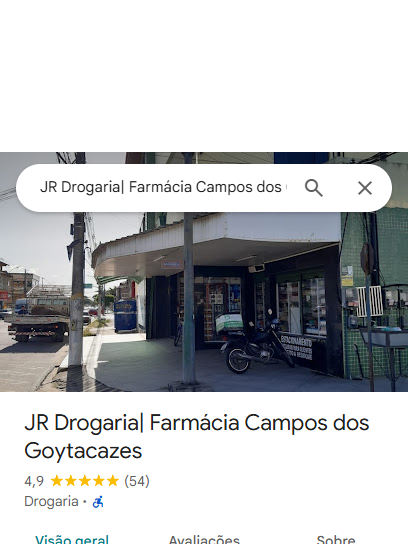 JR Drogaria| Farmácia Campos dos
JR Drogaria| Farmácia Campos dos
Goytacazes
4,9 (54)
Drogaria ·
Visão geral Avaliações Sobre
ESTACIONAMENTO